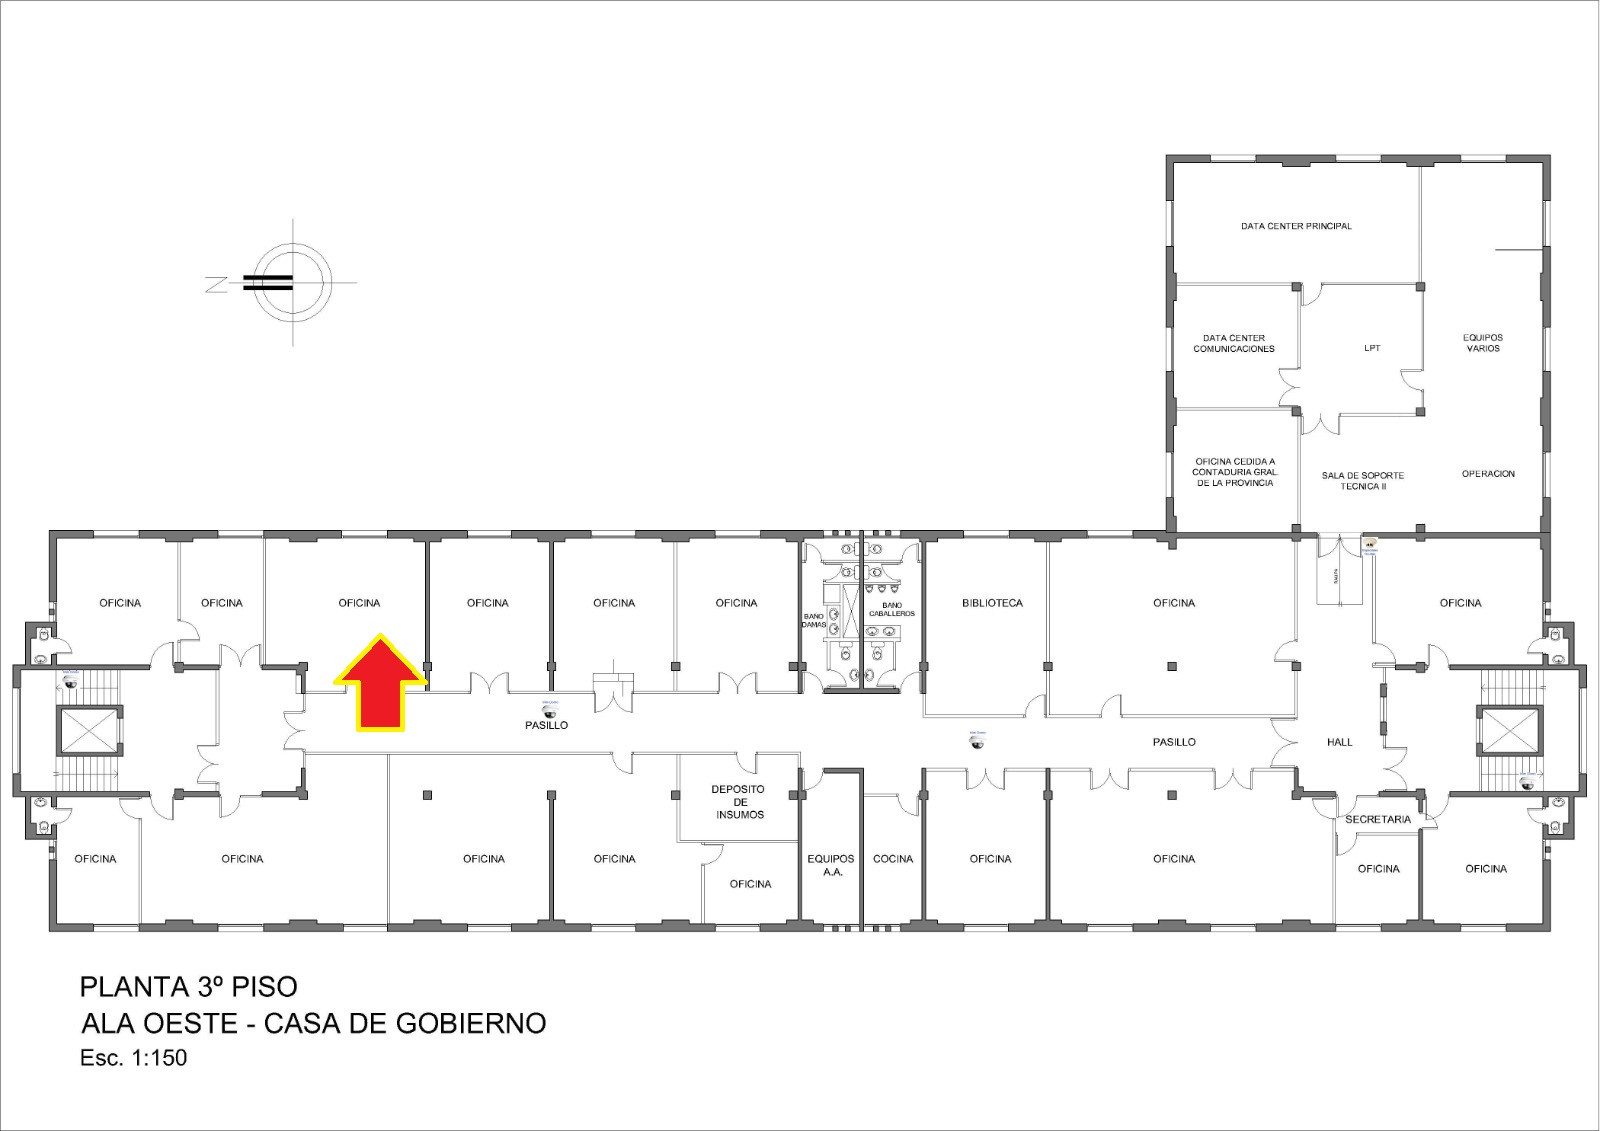 DATA CENTER PRINCIPAL
N
DATA CENTER
COMUNICACIONES
LPT
EQUIPOS
VARIOS
OFICINA CEDIDA A
CONTADURIA GRAL.
DE LA PROVINCIA
SALA DE SOPORTE
TECNICA II
OPERACION
OFICINA
OFICINA
OFICINA
OFICINA
OFICINA
OFICINA
BAÑO
DAMAS
BAÑO
CABALLEROS
BIBLIOTECA
OFICINA
OFICINA
PASILLO
PASILLO
HALL
DEPOSITO
DE
INSUMOS
SECRETARIA
OFICINA
OFICINA
OFICINA
OFICINA
OFICINA
EQUIPOS
A.A.
COCINA
OFICINA
OFICINA
OFICINA
OFICINA
PLANTA 3º PISO
ALA OESTE - CASA DE GOBIERNO
Esc. 1:150